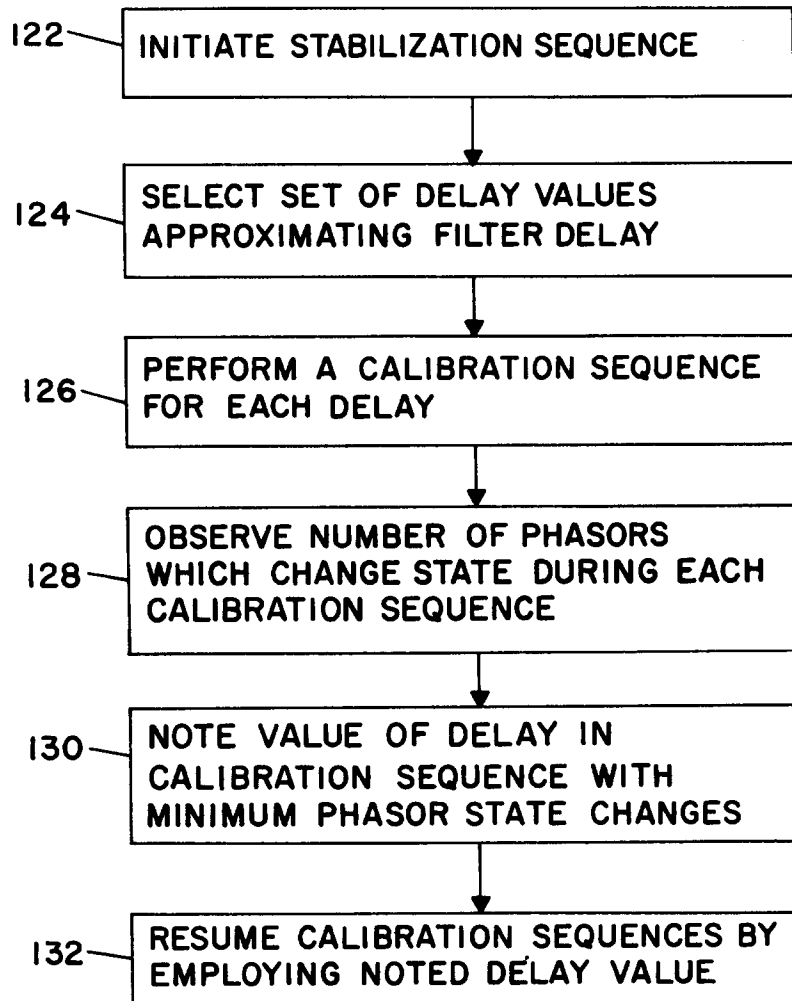 122
INITIATE STABILIZATION SEQUENCE
124
SELECT SET OF DELAY VALUES
APPROXIMATING FILTER DELAY
126
PERFORM A CALIBRATION SEQUENCE
FOR EACH DELAY
128
OBSERVE NUMBER OF PHASORS
WHICH CHANGE STATE DURING EACH
CALIBRATION SEQUENCE
130
NOTE VALUE OF DELAY IN
CALIBRATION SEQUENCE WITH
MINIMUM PHASOR STATE CHANGES
132
RESUME CALIBRATION SEQUENCES BY
EMPLOYING NOTED DELAY VALUE